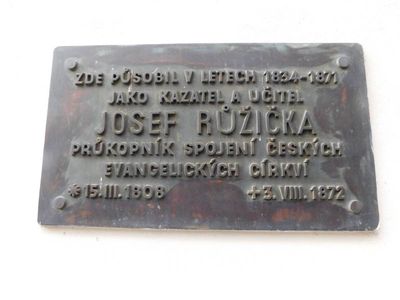 ZDE PŮSOBIL V LETECH 1834-1871
JAKO KAZATEL A UČITEL
JOSEF RŮŽIČKA
PRŮKOPNÍK SPOJENÍ ČESKÝCH
EVANGELICKÝCH CÍRKVÍ
*15. III. 1808 +3. VIII. 1872